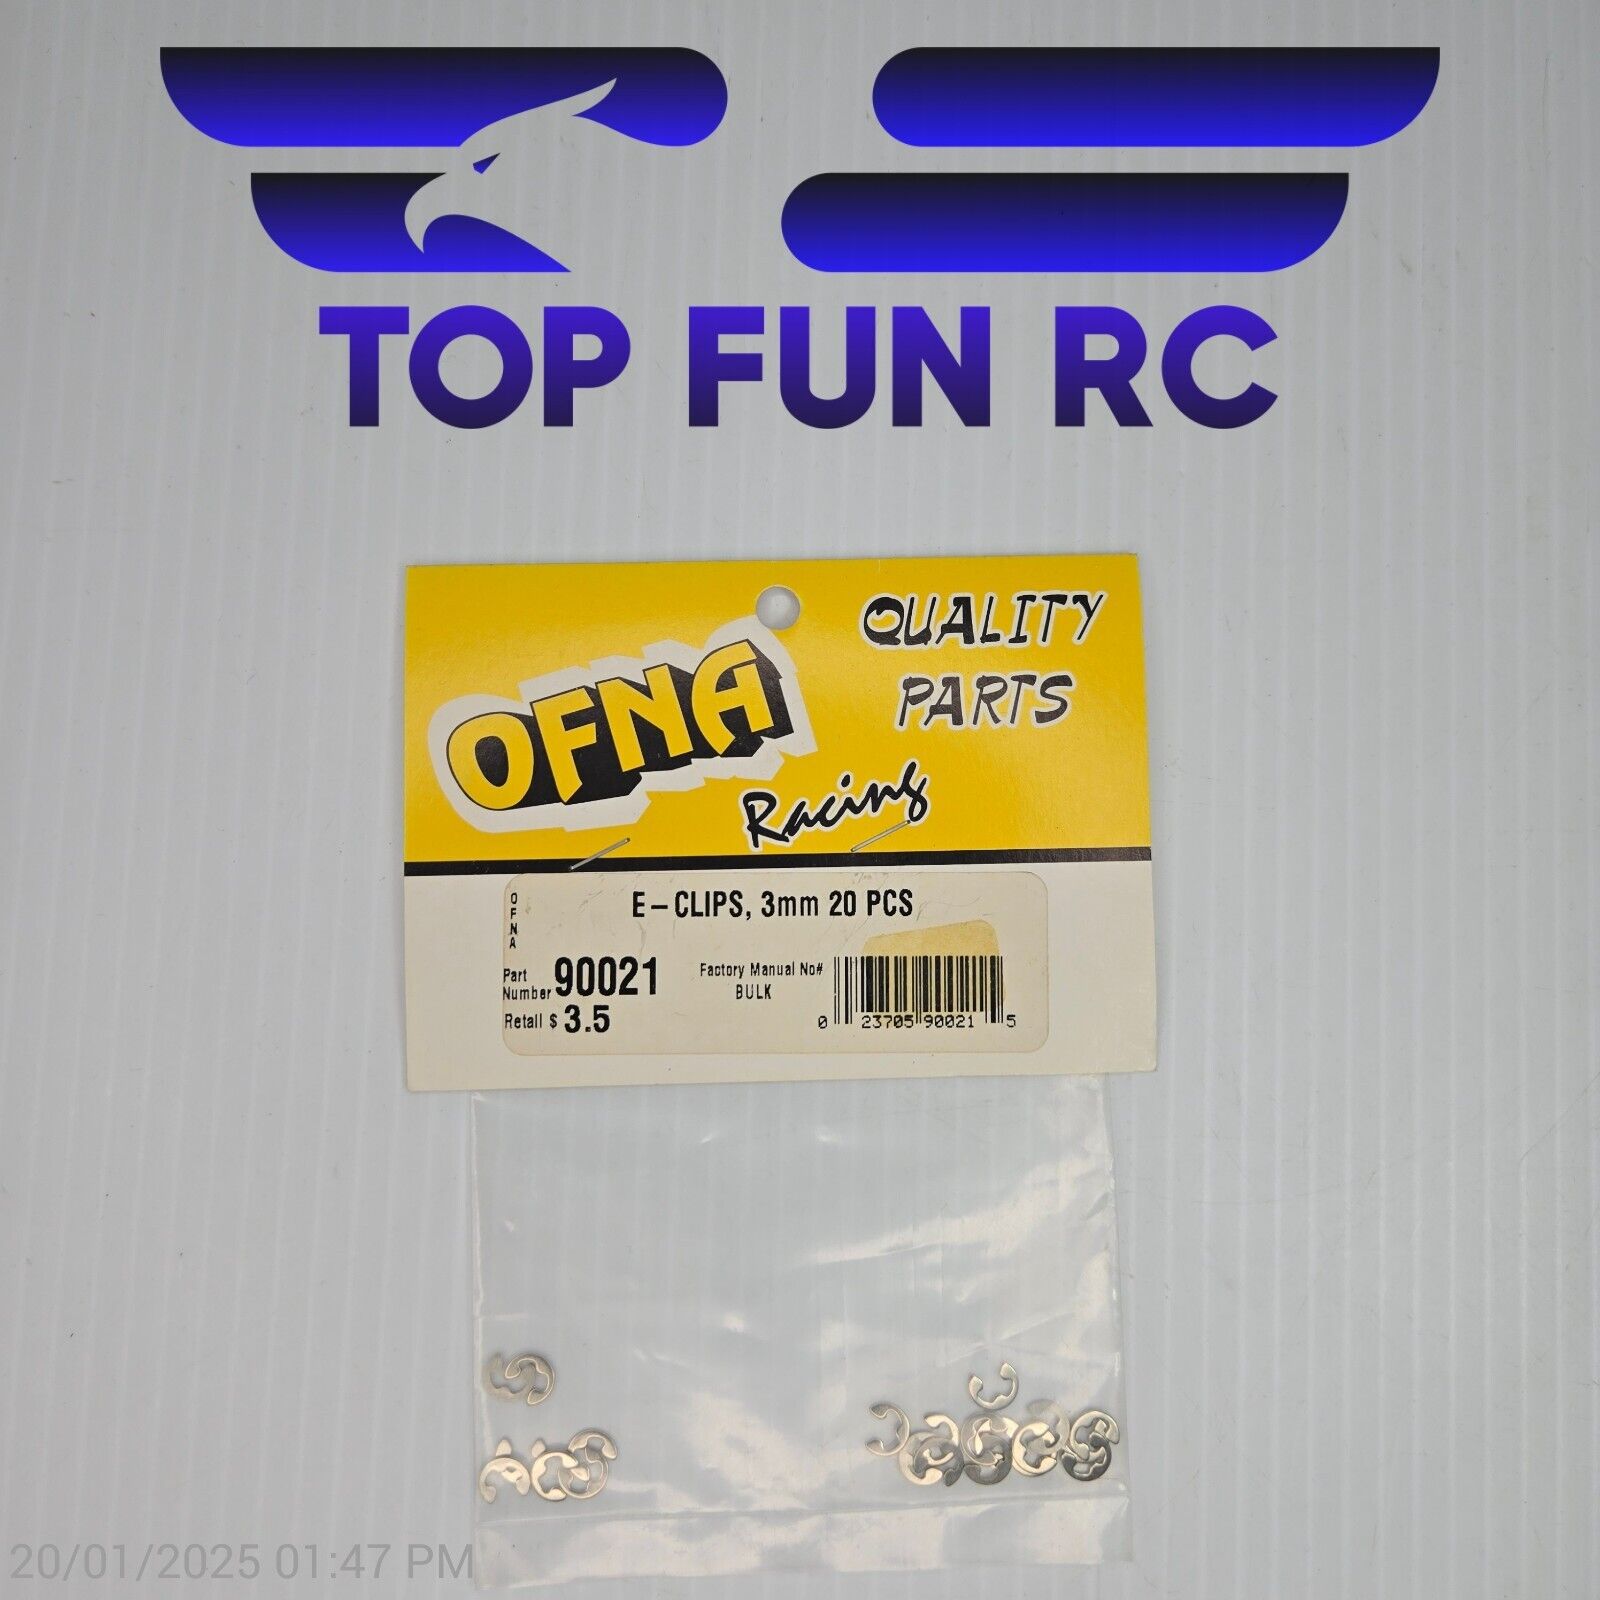 TOP FUN RC
QUALITY
PARTS
OFNA
Racing
OFNA
E-CLIPS, 3mm 20 PCS
Part
Number 90021
Factory Manual No#
BULK
Retail $ 3.5
0 23705 90021 5
20/01/2025 01:47 PM